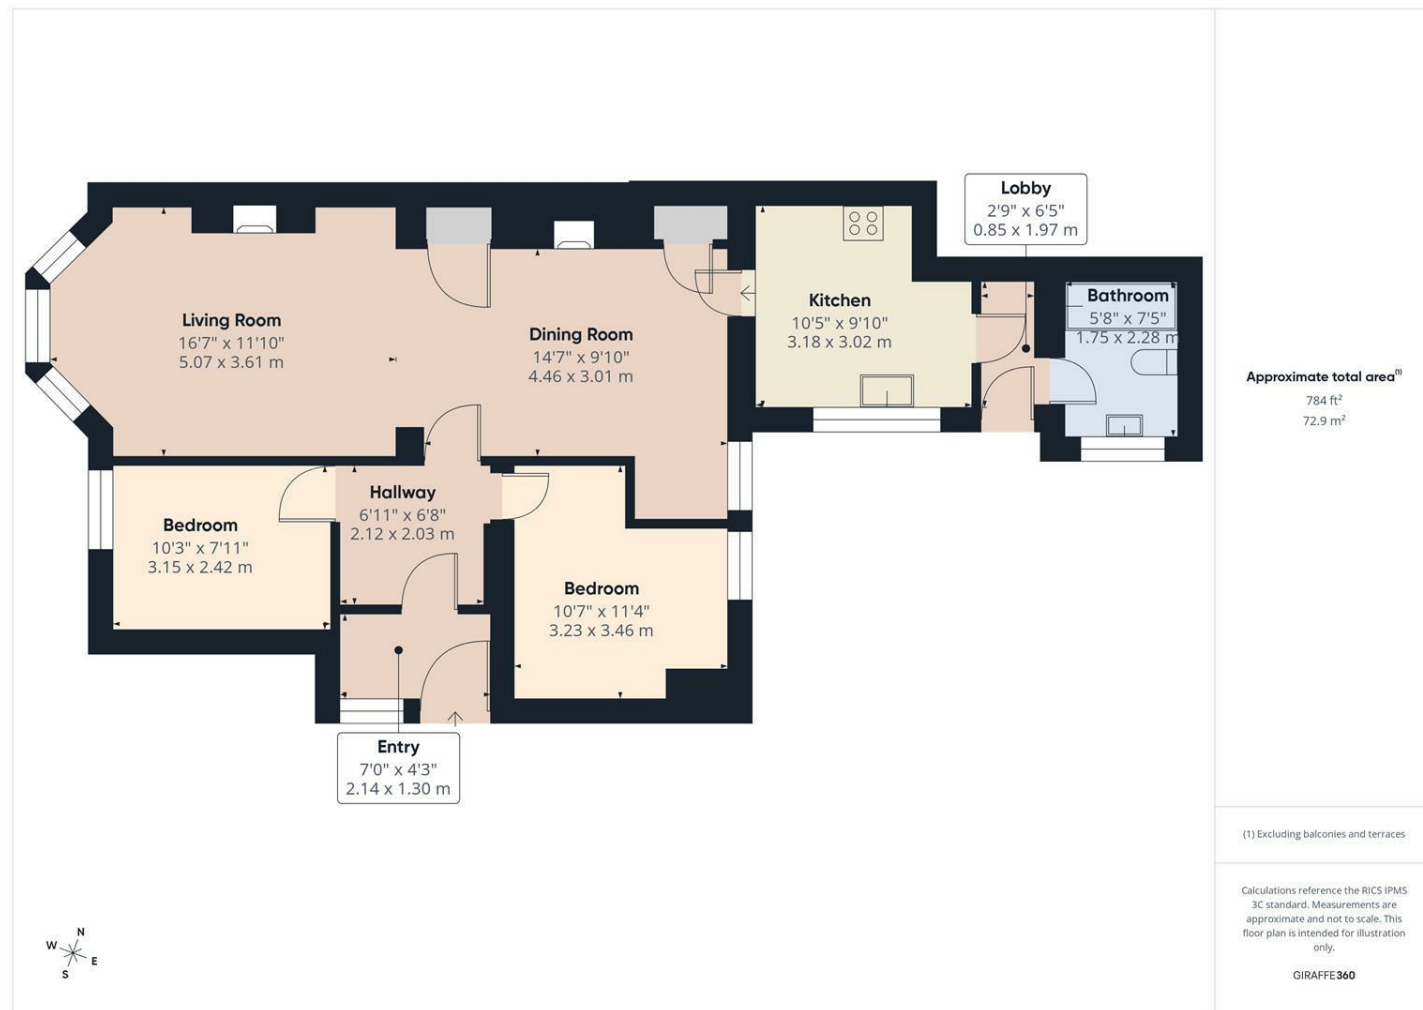 Lobby
2'9" x 6'5"
0.85 x 1.97 m
Living Room
16'7" x 11'10"
5.07 x 3.61 m
Dining Room
14'7" x 9'10"
4.46 x 3.01 m
Kitchen
10'5" x 9'10"
3.18 x 3.02 m
Bathroom
5'8" x 7'5"
1.75 x 2.28 m
Bedroom
10'3" x 7'11"
3.15 x 2.42 m
Hallway
6'11" x 6'8"
2.12 x 2.03 m
Bedroom
10'7" x 11'4"
3.23 x 3.46 m
Entry
7'0" x 4'3"
2.14 x 1.30 m
N
W
E
S
Approximate total area(1)
784 ft²
72.9 m²
(1) Excluding balconies and terraces
Calculations reference the RICS IPMS
3C standard. Measurements are
approximate and not to scale. This
floor plan is intended for illustration
only.
GIRAFFE360